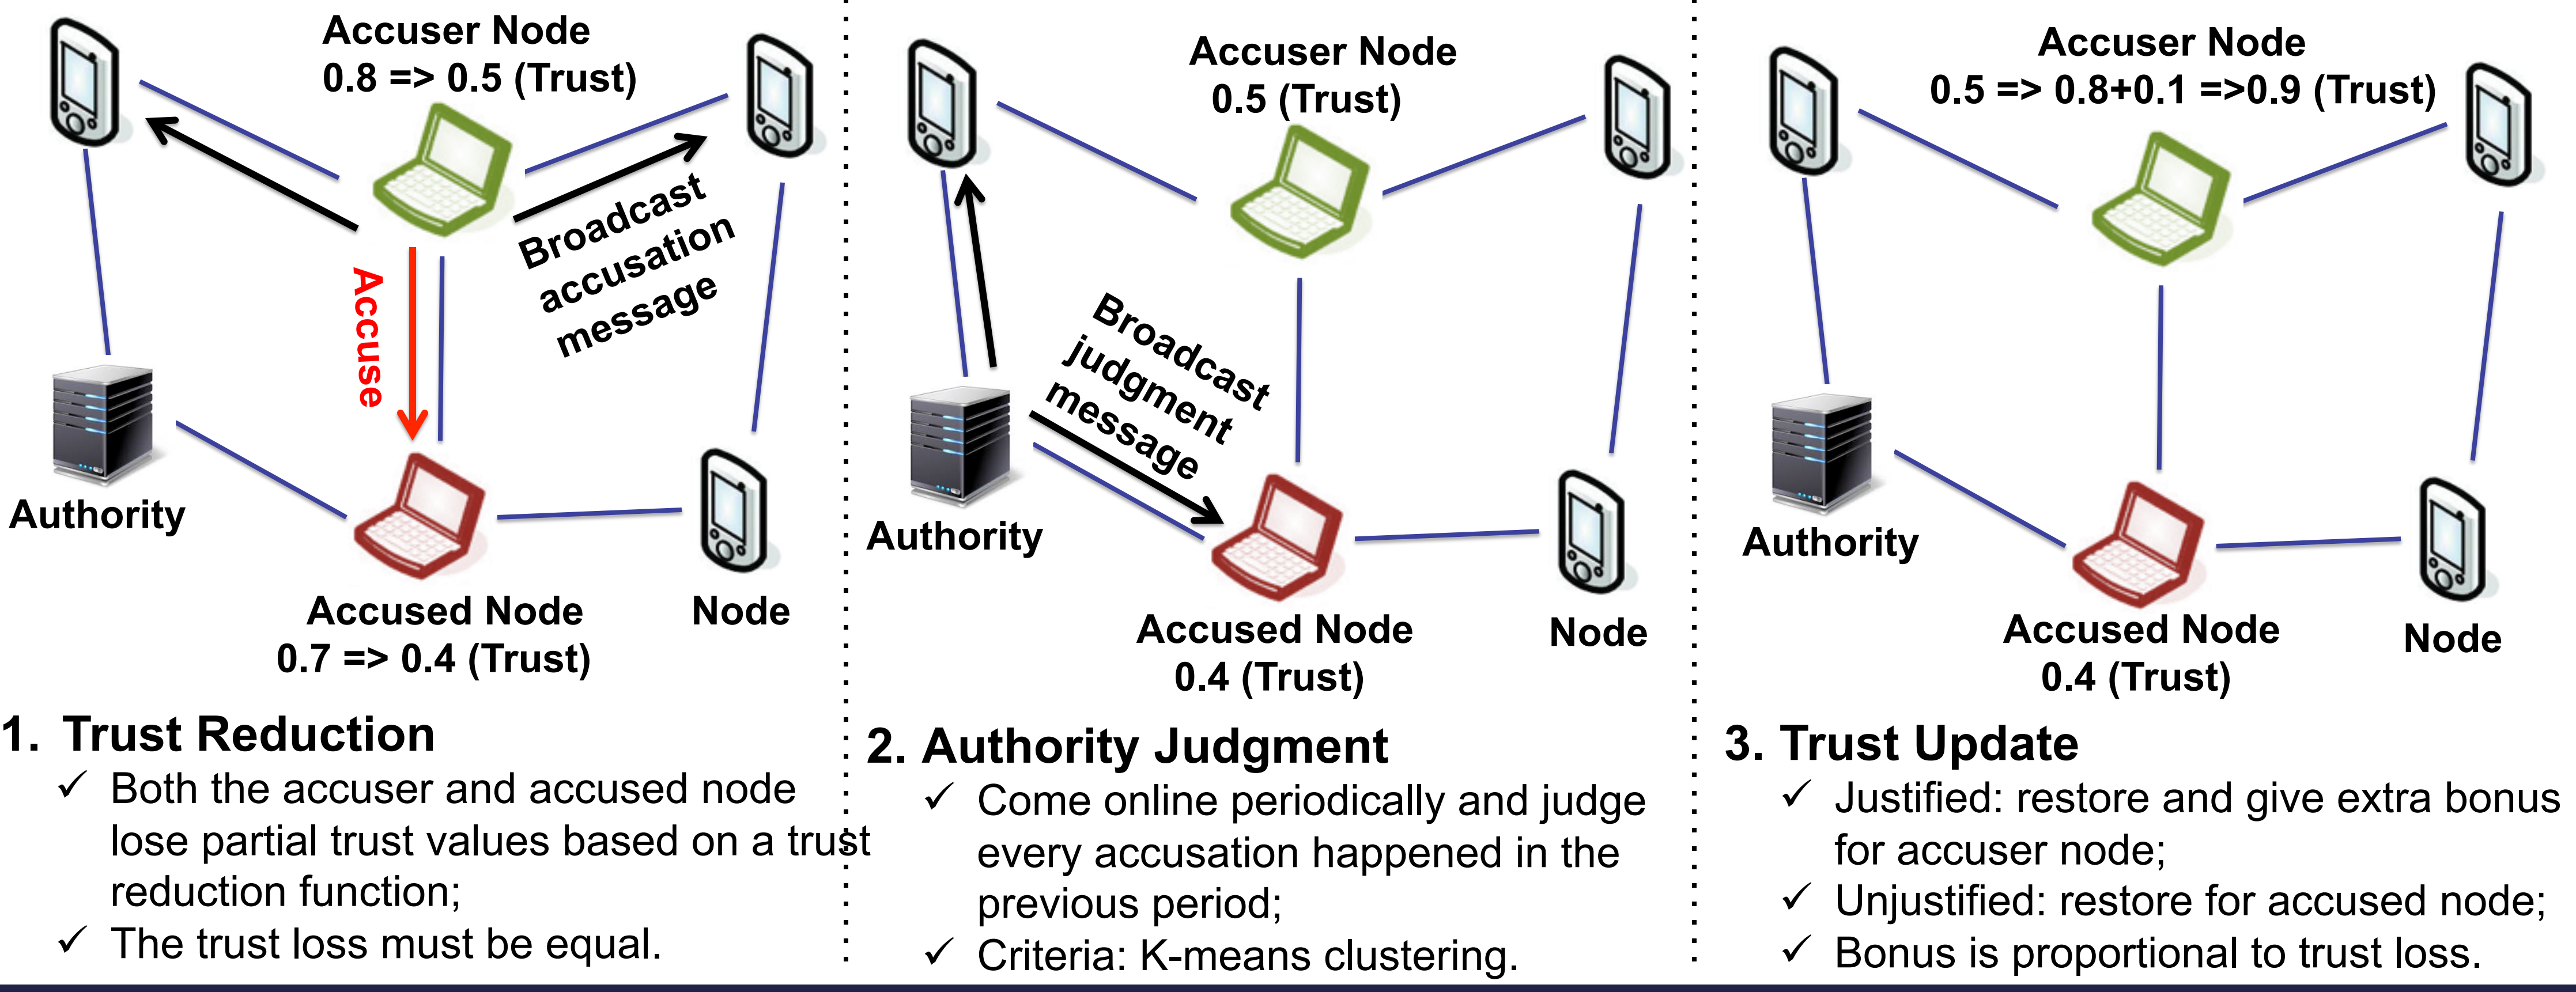 Accuser Node
0.8 => 0.5 (Trust)
Accuse
Broadcast
accusation
message
Authority
Accused Node
0.7 => 0.4 (Trust)
Node
1. Trust Reduction
✓ Both the accuser and accused node
lose partial trust values based on a trust
reduction function;
✓ The trust loss must be equal.
Accuser Node
0.5 (Trust)
Broadcast
judgment
message
Authority
Accused Node
0.4 (Trust)
Node
2. Authority Judgment
✓ Come online periodically and judge
every accusation happened in the
previous period;
✓ Criteria: K-means clustering.
Accuser Node
0.5 => 0.8+0.1 =>0.9 (Trust)
Authority
Accused Node
0.4 (Trust)
Node
3. Trust Update
✓ Justified: restore and give extra bonus
for accuser node;
✓ Unjustified: restore for accused node;
✓ Bonus is proportional to trust loss.